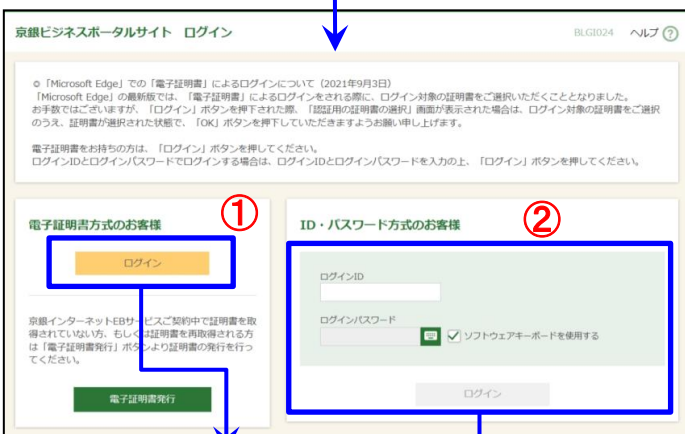 京銀ビジネスポータルサイト ログイン
BLGI024 ヘルプ ?
○「Microsoft Edge」での「電子証明書」によるログインについて（2021年9月3日）
「Microsoft Edge」の最新版では、「電子証明書」によるログインをされる際に、ログイン対象の証明書をご選択いただくこととなりました。
お手数ではございますが、「ログイン」ボタンを押下された際、「認証用の証明書の選択」画面が表示された場合は、ログイン対象の証明書をご選択
のうえ、証明書が選択された状態で、「OK」ボタンを押下していただきますようお願い申し上げます。
電子証明書をお持ちの方は、「ログイン」ボタンを押してください。
ログインIDとログインパスワードでログインする場合は、ログインIDとログインパスワードを入力の上、「ログイン」ボタンを押してください。
電子証明書方式のお客様
①
ログイン
京銀インターネットEBサービスご契約中で証明書を取
得されていない方、もしくは証明書を再取得される方
は「電子証明書発行」ボタンより証明書の発行を行っ
てください。
電子証明書発行
ID・パスワード方式のお客様
②
ログインID
ログインパスワード
ソフトウェアキーボードを使用する
ログイン